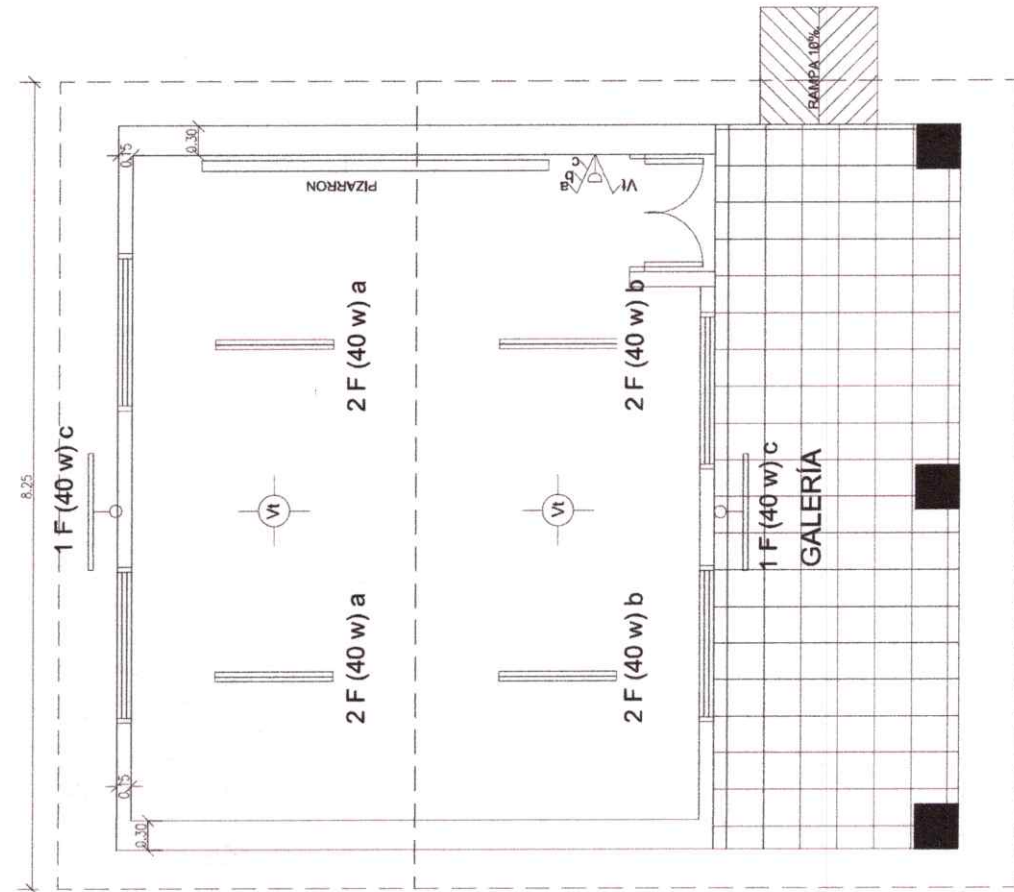 RAMPA 10%.
0.15
0.30
PIZARRON
a b c
Vt
2 F (40 w) a
2 F (40 w) b
1 F (40 w) c
8.25
Vt
Vt
1 F (40 w) c
GALERÍA
2 F (40 w) a
2 F (40 w) b
0.15
0.30